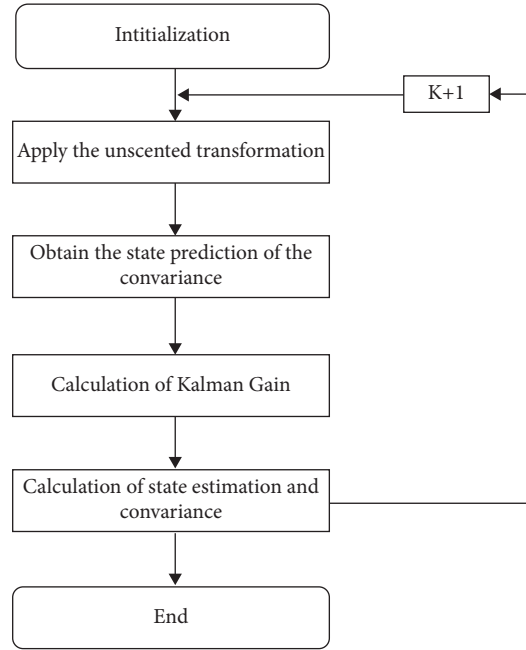 Intitialization
K+1
Apply the unscented transformation
Obtain the state prediction of the
convariance
Calculation of Kalman Gain
Calculation of state estimation and
convariance
End